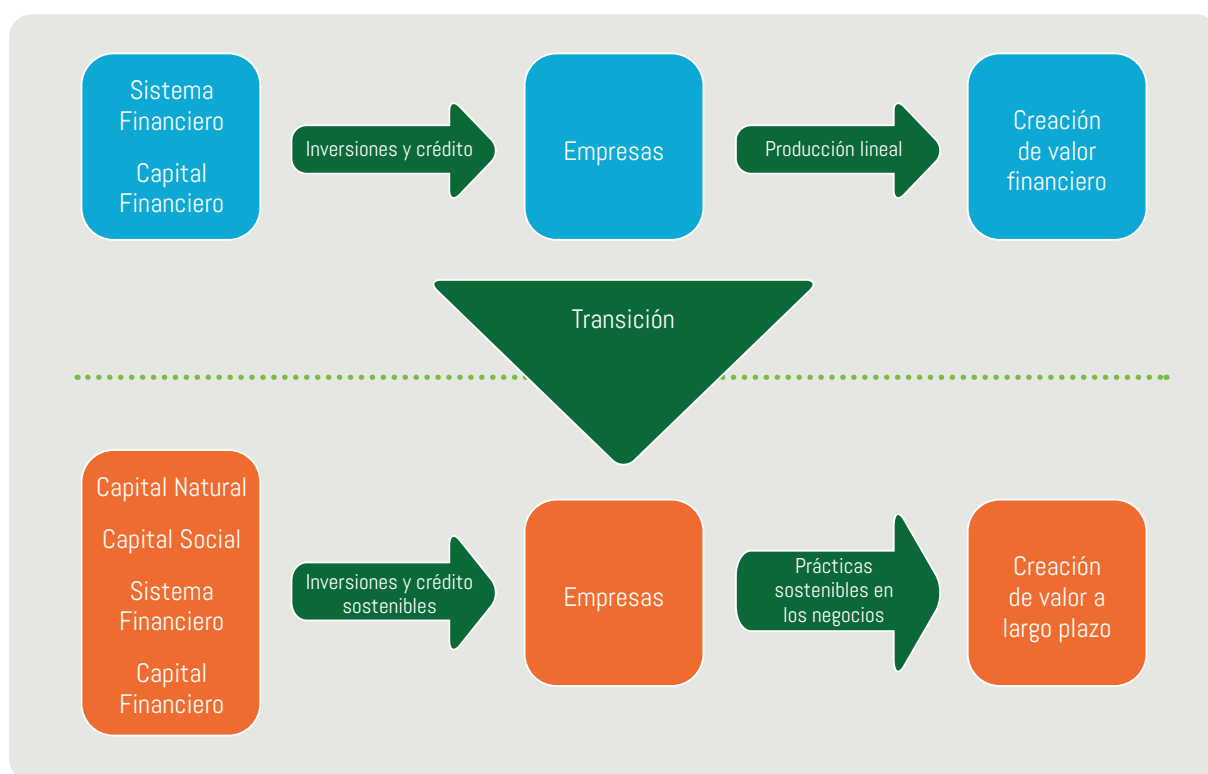 Sistema
Financiero
Capital
Financiero
Inversiones y crédito
Empresas
Producción lineal
Creación
de valor
financiero
Transición
Capital Natural
Capital Social
Sistema
Financiero
Capital
Financiero
Inversiones y crédito
sostenibles
Empresas
Prácticas
sostenibles en
los negocios
Creación
de valor a
largo plazo